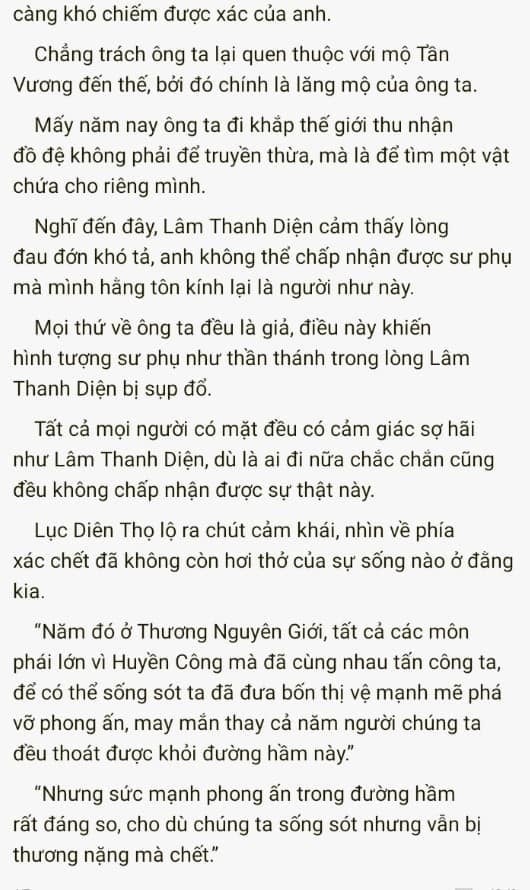 càng khó chiếm được xác của anh.
Chẳng trách ông ta lại quen thuộc với mộ Tần
Vương đến thế, bởi đó chính là lăng mộ của ông ta.
Mấy năm nay ông ta đi khắp thế giới thu nhận
đồ đệ không phải để truyền thừa, mà là để tìm một vật
chứa cho riêng mình.
Nghĩ đến đây, Lâm Thanh Diện cảm thấy lòng
đau đớn khó tả, anh không thể chấp nhận được sư phụ
mà mình hằng tôn kính lại là người như này.
Mọi thứ về ông ta đều là giả, điều này khiến
hình tượng sư phụ như thần thánh trong lòng Lâm
Thanh Diện bị sụp đổ.
Tất cả mọi người có mặt đều có cảm giác sợ hãi
như Lâm Thanh Diện, dù là ai đi nữa chắc chắn cũng
đều không chấp nhận được sự thật này.
Lục Diên Thọ lộ ra chút cảm khái, nhìn về phía
xác chết đã không còn hơi thở của sự sống nào ở đằng
kia.
“Năm đó ở Thương Nguyên Giới, tất cả các môn
phái lớn vì Huyền Công mà đã cùng nhau tấn công ta,
để có thể sống sót ta đã đưa bốn thị vệ mạnh mẽ phá
vỡ phong ấn, may mắn thay cả năm người chúng ta
đều thoát được khỏi đường hầm này.”
“Nhưng sức mạnh phong ấn trong đường hầm
rất đáng so, cho dù chúng ta sống sót nhưng vẫn bị
thương nặng mà chết.”